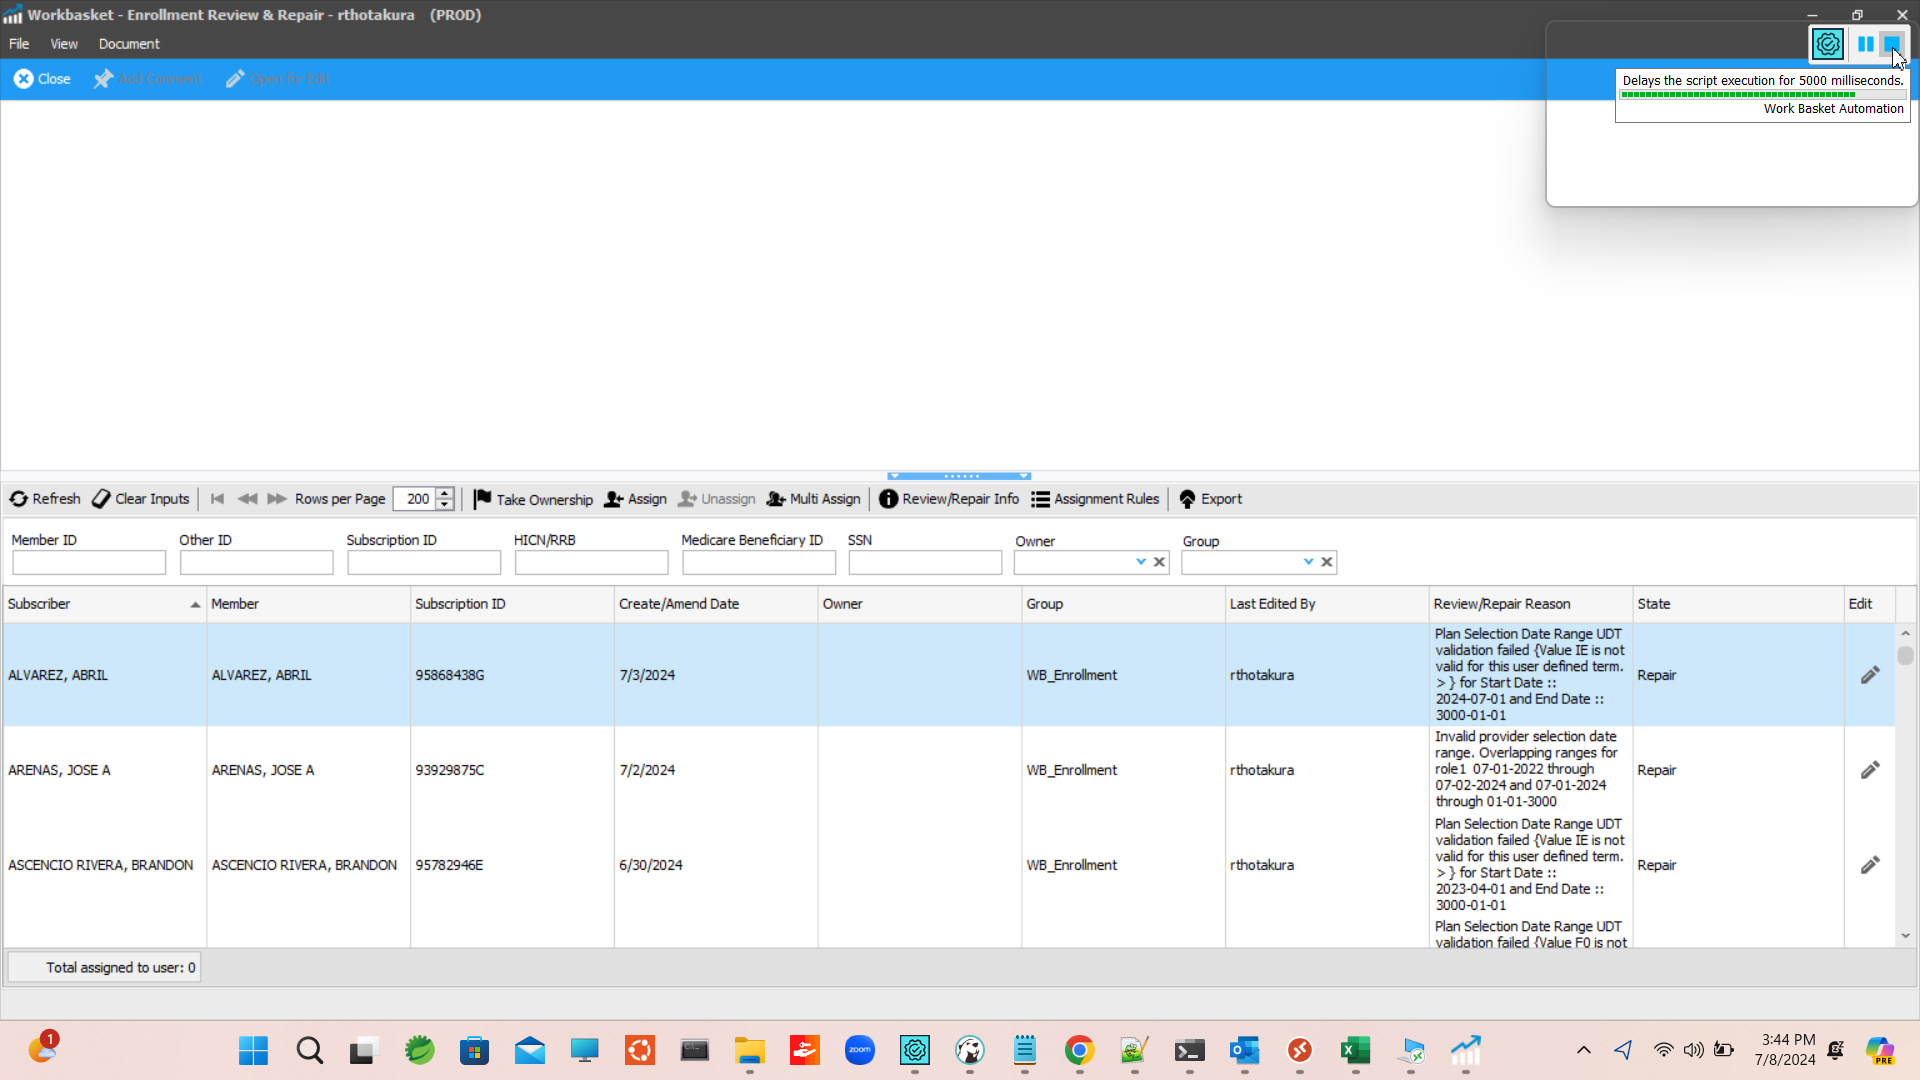 Workbasket - Enrollment Review & Repair - rthotakura (PROD)
File View Document
Close Add Comment Open for Edit
Delays the script execution for 5000 milliseconds.
Work Basket Automation
Refresh Clear Inputs Rows per Page 200 Take Ownership Assign Unassign Multi Assign Review/Repair Info Assignment Rules Export
Member ID Other ID Subscription ID HICN/RRB Medicare Beneficiary ID SSN Owner Group
Subscriber Member Subscription ID Create/Amend Date Owner Group Last Edited By Review/Repair Reason State Edit
Plan Selection Date Range UDT
validation failed {Value IE is not
valid for this user defined term.
ALVAREZ, ABRIL ALVAREZ, ABRIL 95868438G 7/3/2024 WB_Enrollment rthotakura > } for Start Date :: Repair
2024-07-01 and End Date ::
3000-01-01
Invalid provider selection date
range. Overlapping ranges for
ARENAS, JOSE A ARENAS, JOSE A 93929875C 7/2/2024 WB_Enrollment rthotakura role1 07-01-2022 through Repair
07-02-2024 and 07-01-2024
through 01-01-3000
Plan Selection Date Range UDT
validation failed {Value IE is not
valid for this user defined term.
ASCENCIO RIVERA, BRANDON ASCENCIO RIVERA, BRANDON 95782946E 6/30/2024 WB_Enrollment rthotakura > } for Start Date :: Repair
2023-04-01 and End Date ::
3000-01-01
Plan Selection Date Range UDT
validation failed {Value F0 is not
Total assigned to user: 0
1
zoom
3:44 PM
7/8/2024
PRE